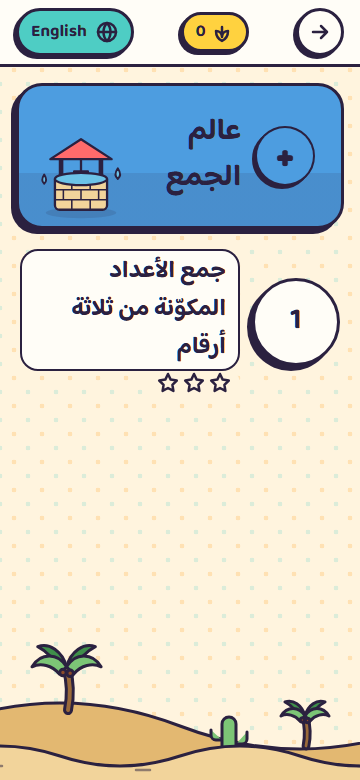 English
0
عالم
الجمع
+
جمع الأعداد
المكوّنة من ثلاثة
أرقام
1